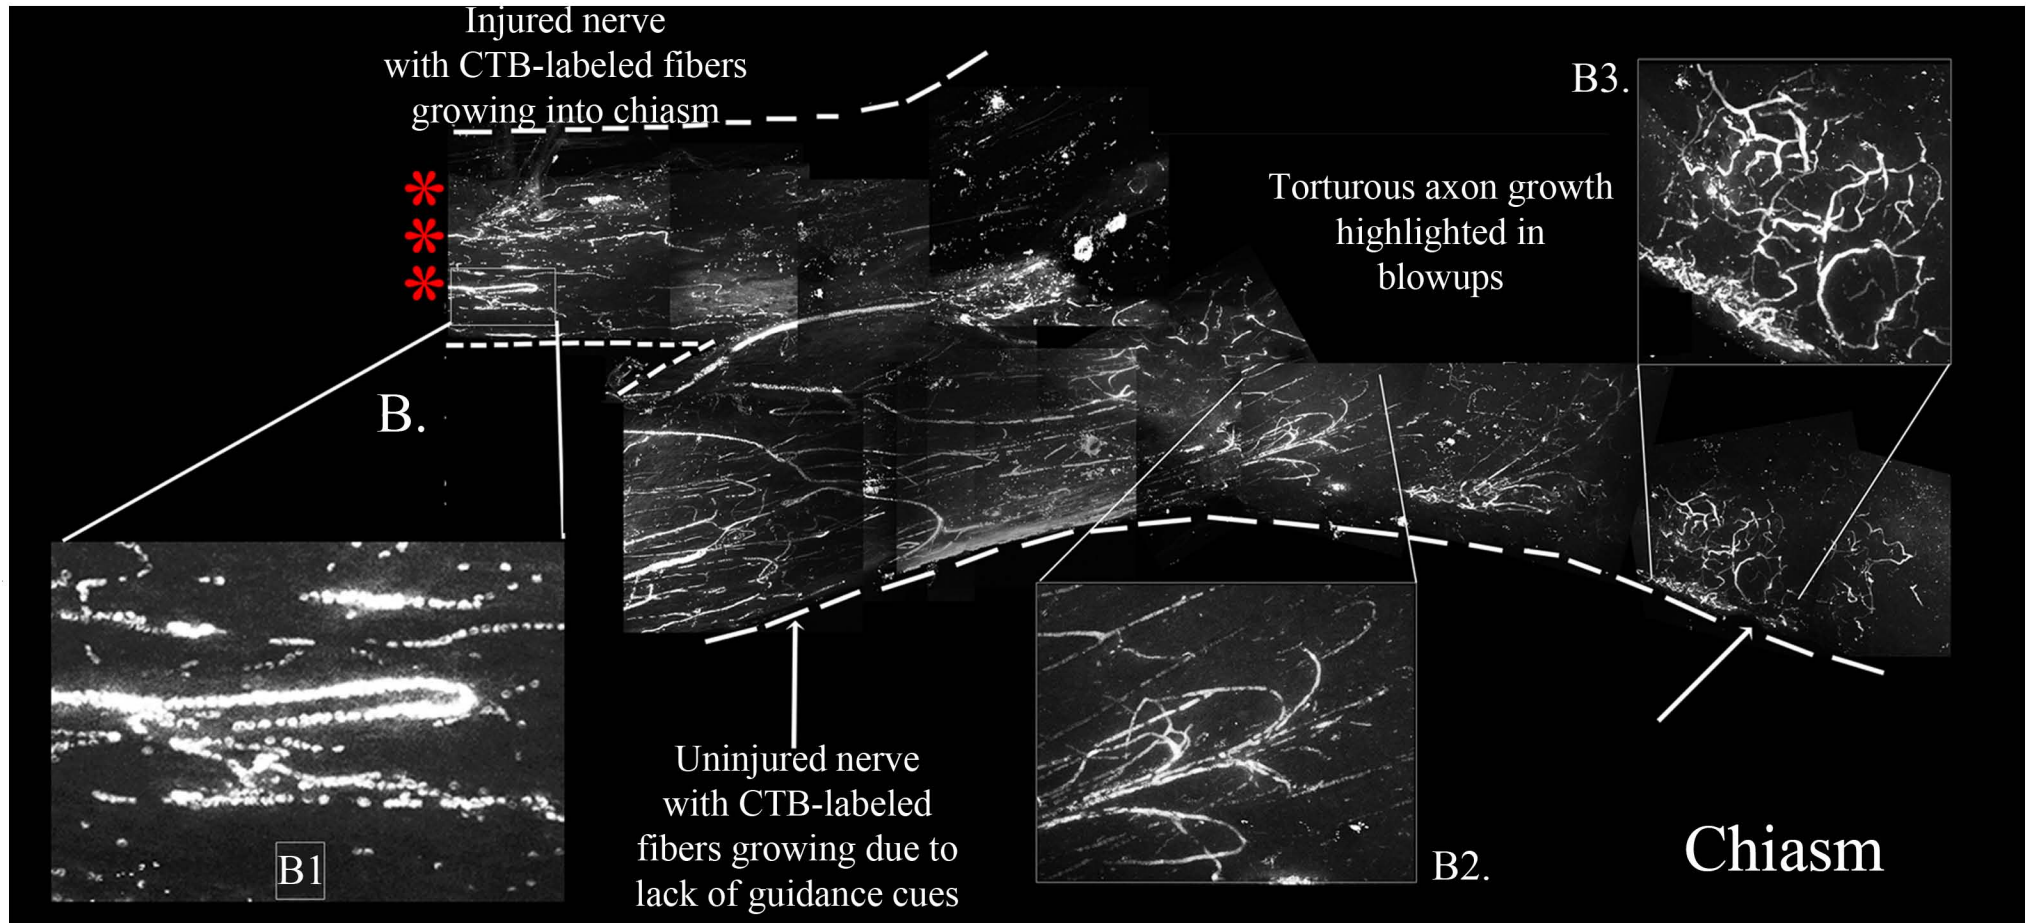 Injured nerve
with CTB-labeled fibers
growing into chiasm
B3.
Torturous axon growth
highlighted in
blowups
***
B.
B1
Uninjured nerve
with CTB-labeled
fibers growing due to
lack of guidance cues
B2.
Chiasm